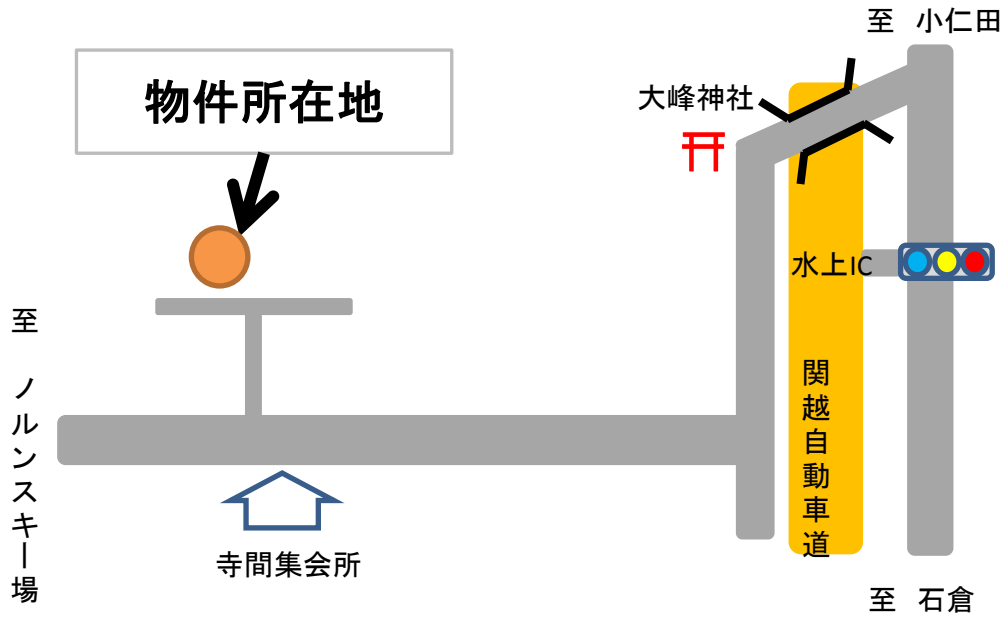 至 小仁田
物件所在地
大峰神社
水上IC
至 ノルンスキー場
関越自動車道
寺間集会所
至 石倉